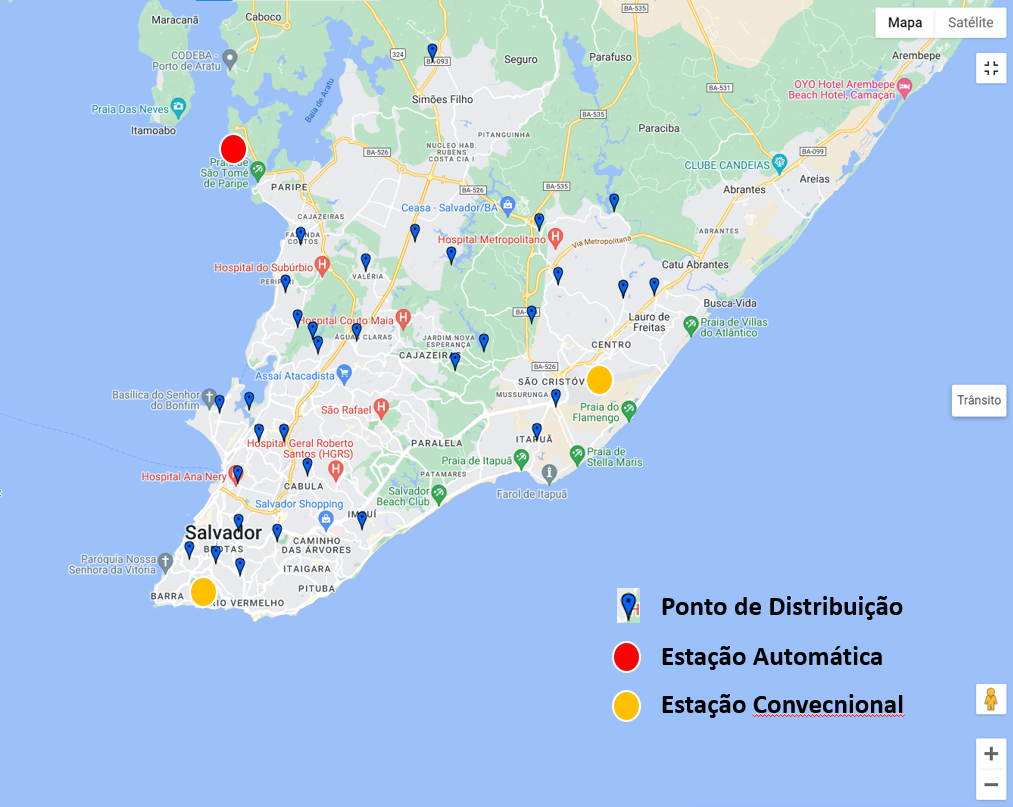 Maracanã
Caboco
CODEBA -
Porto de Aratu
324
BA-093
Seguro
Parafuso
BA-535
Mapa
Satélite
Arembepe
Praia Das Neves
Itamoabo
Baía de Aratu
Simões Filho
BA-531
OYO Hotel Arembepe
Beach Hotel, Camaçari
BA-535
Paraciba
PITANGUINHA
NUCLEO HAB.
RUBENS
COSTA CIA I
BA-526
BA-099
CLUBE CANDEIAS
Areias
Abrantes
Praia de
São Tomé
de Paripe
PARIPE
BA-526
BA-535
Ceasa - Salvador/BA
CAJAZEIRAS
FAZENDA
COUTOS
Hospital Metropolitano
Via Metropolitana
ABRANTES
Catu Abrantes
Hospital do Subúrbio
VALÉRIA
PERIPERI
Busca-Vida
Lauro de
Freitas
Praia de Villas
do Atlântico
Hospital Couto Maia
ÁGUAS CLARAS
JARDIM NOVA
ESPERANÇA
CAJAZEIRAS
CENTRO
BA-526
Assaí Atacadista
SÃO CRISTÓV
MUSSURUNGA
Trânsito
Basílica do Senhor
do Bonfim
São Rafael
Praia do
Flamengo
Hospital Geral Roberto
Santos (HGRS)
PARALELA
ITAPUÃ
Praia de Itapuã
Praia de
Stella Maris
Hospital Ana Nery
CABULA
PATAMARES
Salvador
Beach Club
Farol de Itapuã
Salvador Shopping
IMBUÍ
Salvador
BROTAS
CAMINHO
DAS ÁRVORES
Paróquia Nossa
Senhora da Vitória
ITAIGARA
PITUBA
BARRA
RIO VERMELHO
Ponto de Distribuição
Estação Automática
Estação Convecnional